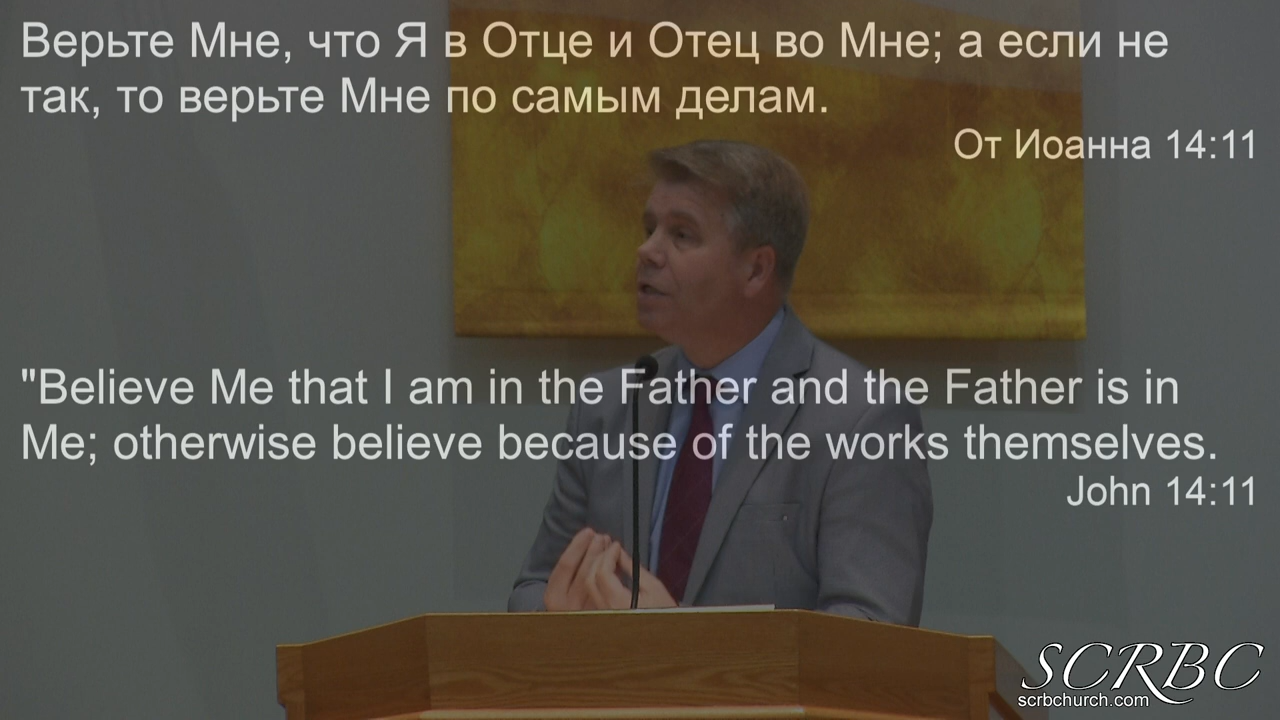 Верьте Мне, что Я в Отце и Отец во Мне; а если не
так, то верьте Мне по самым делам.
От Иоанна 14:11
"Believe Me that I am in the Father and the Father is in
Me; otherwise believe because of the works themselves.
John 14:11
SCRBC
scrbchurch.com